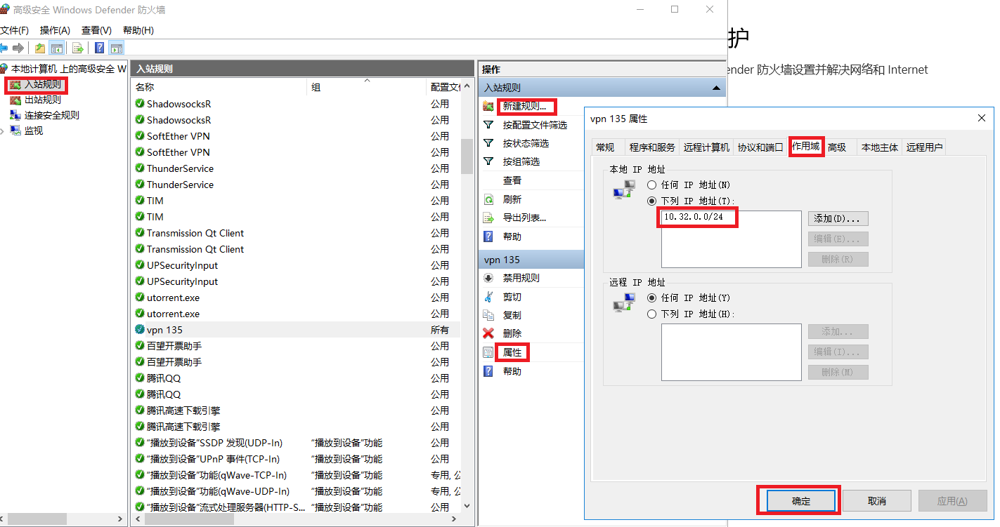 高级安全 Windows Defender 防火墙
文件(F) 操作(A) 查看(V) 帮助(H)
护
ender 防火墙设置并解决网络和 Internet
本地计算机 上的高级安全 W
入站规则
出站规则
连接安全规则
监视
入站规则
名称 组 配置文件
ShadowsocksR 公用
ShadowsocksR 公用
SoftEther VPN 公用
SoftEther VPN 公用
ThunderService 公用
ThunderService 公用
TIM 公用
TIM 公用
Transmission Qt Client 公用
Transmission Qt Client 公用
UPSecurityInput 公用
UPSecurityInput 公用
utorrent.exe 公用
utorrent.exe 公用
vpn 135 所有
百望开票助手 公用
百望开票助手 公用
腾讯QQ 公用
腾讯QQ 公用
腾讯高速下载引擎 公用
腾讯高速下载引擎 公用
"播放到设备"SSDP 发现(UDP-In) "播放到设备"功能 公用
"播放到设备"UPnP 事件(TCP-In) "播放到设备"功能 公用
"播放到设备"功能(qWave-TCP-In) "播放到设备"功能 专用, 公
"播放到设备"功能(qWave-UDP-In) "播放到设备"功能 专用, 公
"播放到设备"流式处理服务器(HTTP-S... "播放到设备"功能 公用
操作
入站规则
新建规则...
按配置文件筛选
按状态筛选
按组筛选
查看
刷新
导出列表...
帮助
vpn 135
禁用规则
剪切
复制
删除
属性
帮助
vpn 135 属性
常规 程序和服务 远程计算机 协议和端口 作用域 高级 本地主体 远程用户
本地 IP 地址
任何 IP 地址(N)
下列 IP 地址(T):
10.32.0.0/24
添加(D)...
编辑(E)...
删除(R)
远程 IP 地址
任何 IP 地址(Y)
下列 IP 地址(H):
添加...
编辑(I)...
删除(M)
确定 取消 应用(A)